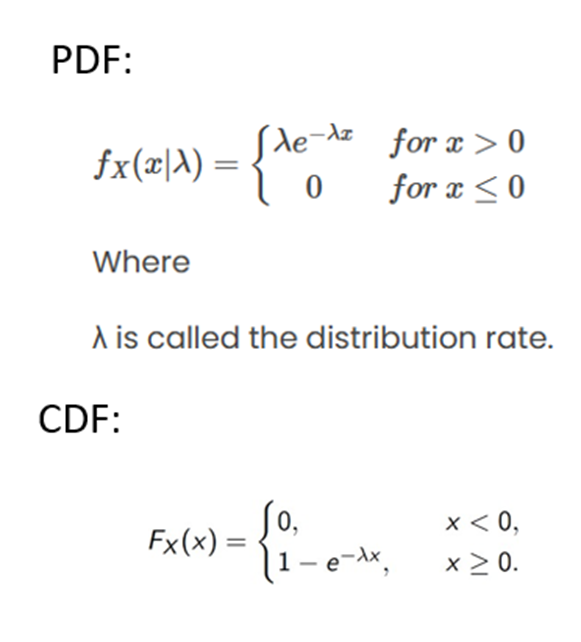 PDF:
fX(x|λ) = { λe^−λx for x > 0
0 for x ≤ 0
Where
λ is called the distribution rate.
CDF:
FX(x) = { 0, x < 0,
1 − e^−λx, x ≥ 0.